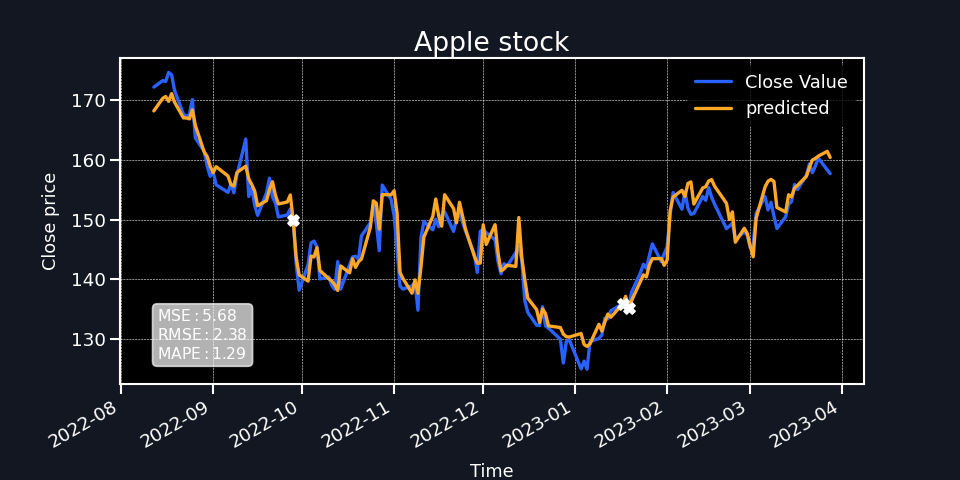 Apple stock
Close Value
predicted
Close price
170
160
150
140
130
MSE : 5.68
RMSE : 2.38
MAPE : 1.29
2022-08
2022-09
2022-10
2022-11
2022-12
2023-01
2023-02
2023-03
2023-04
Time